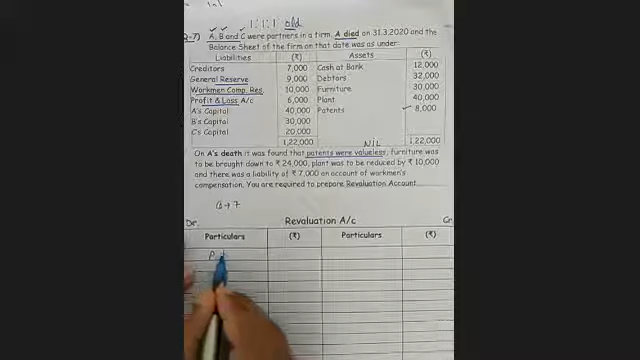 1:1:1 old
Q-7) A, B and C were partners in a firm. A died on 31.3.2020 and the
Balance Sheet of the firm on that date was as under:
Liabilities (₹) Assets (₹)
Creditors 7,000 Cash at Bank 12,000
General Reserve 9,000 Debtors 32,000
Workmen Comp. Res. 10,000 Furniture 30,000
Profit & Loss A/c 6,000 Plant 40,000
A's Capital 40,000 Patents 8,000
B's Capital 30,000
C's Capital 20,000 NIL
1,22,000 1,22,000
On A's death it was found that patents were valueless, furniture was
to be brought down to ₹ 24,000, plant was to be reduced by ₹ 10,000
and there was a liability of ₹ 7,000 on account of workmen's
compensation. You are required to prepare Revaluation Account.
Dr. Revaluation A/c Cr.
Particulars (₹) Particulars (₹)